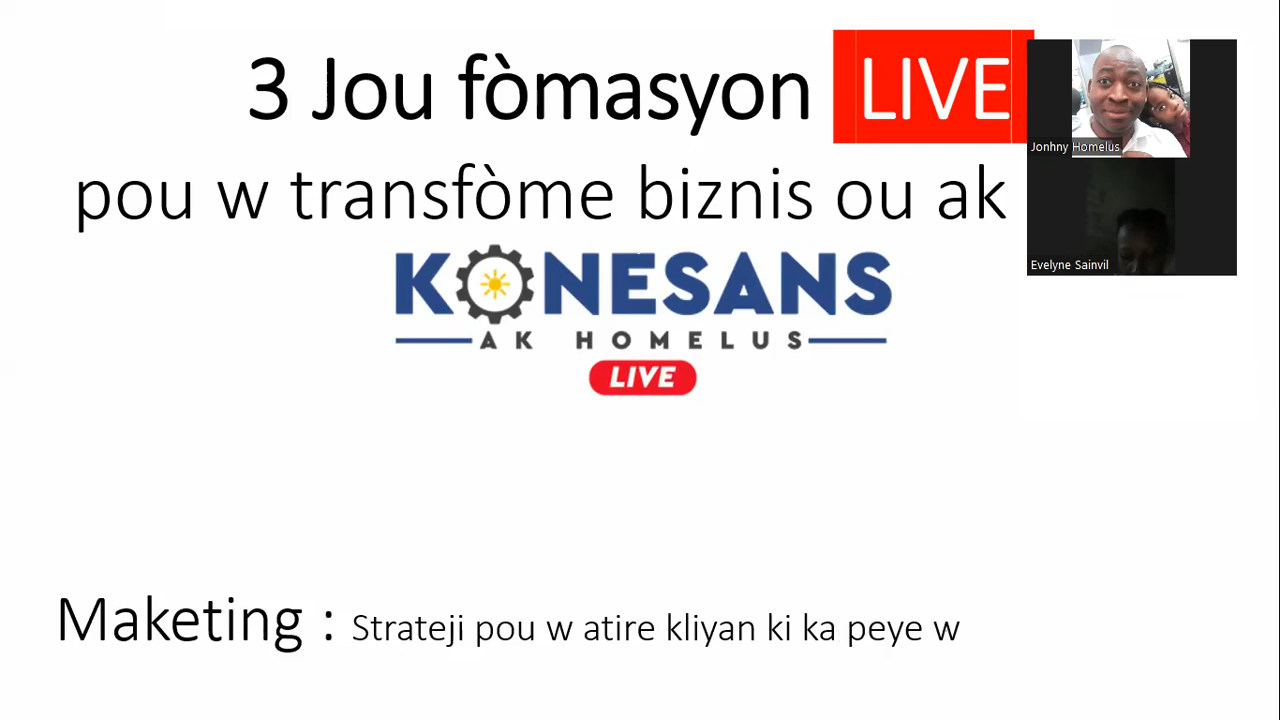 3 Jou fòmasyon LIVE
pou w transfòme biznis ou ak
KONESANS
AK HOMELUS
LIVE
Maketing : Strateji pou w atire kliyan ki ka peye w
Jonhny Homelus
Evelyne Sainvil